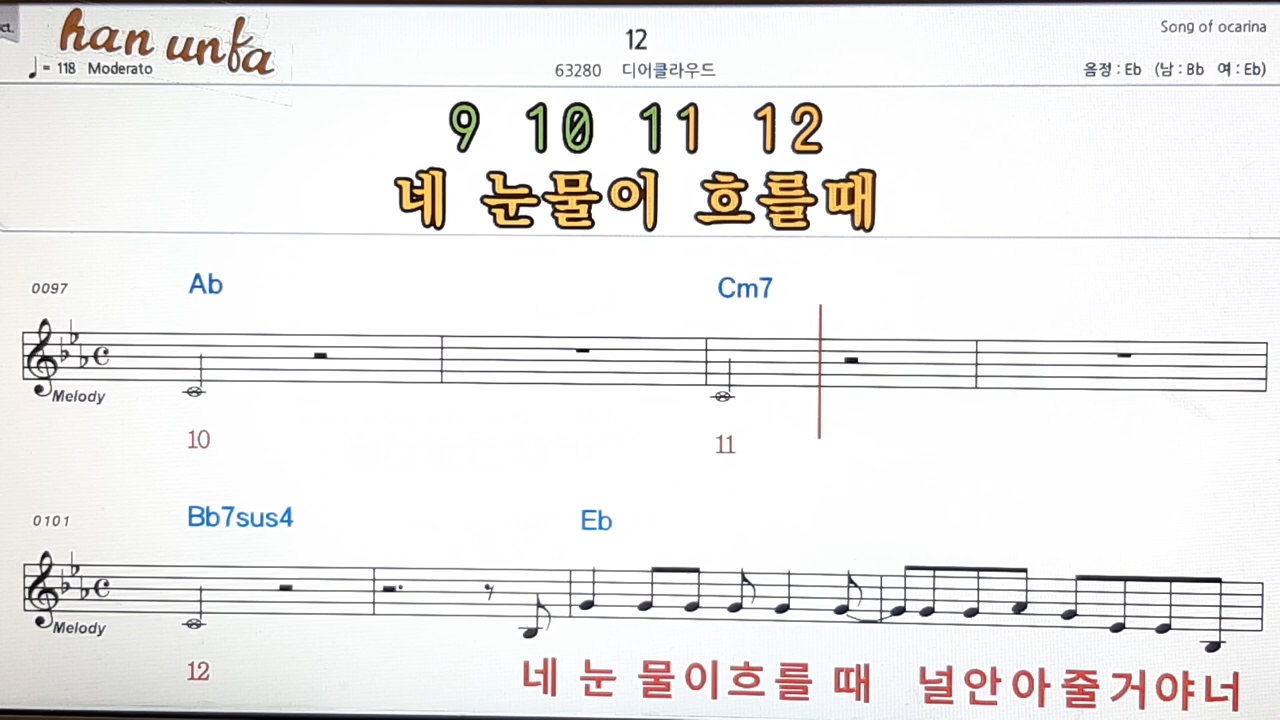 ct.
han unfa
12
Song of ocarina
♩= 118 Moderato
63280 디어클라우드
음정 : Eb (남 : Bb 여 : Eb)
9 10 11 12
네 눈물이 흐를때
0097
Ab
Cm7
Melody
10
11
0101
Bb7sus4
Eb
Melody
12
네 눈 물이흐를 때 널안아줄거야너